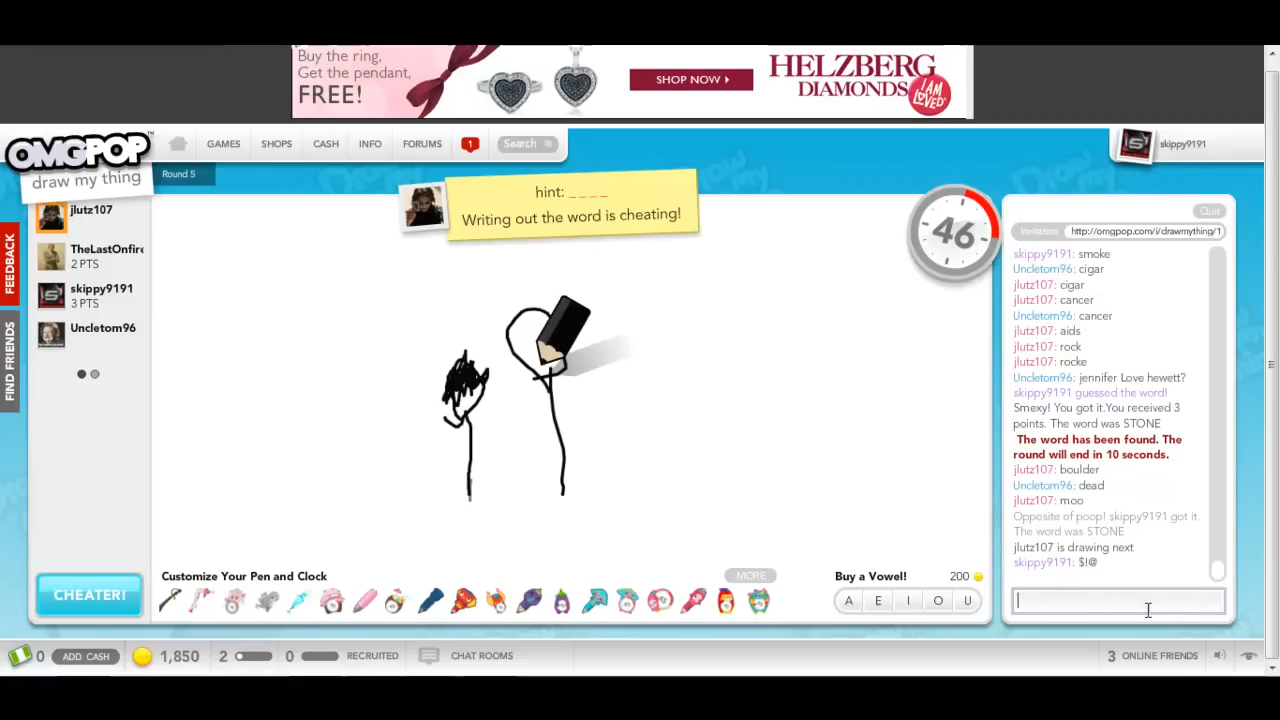 Buy the ring,
Get the pendant,
FREE!
SHOP NOW
HELZBERG
DIAMONDS
I AM
LOVED
OMGPOP
draw my thing
GAMES
SHOPS
CASH
INFO
FORUMS
1
Search
skippy9191
Round 5
hint: _ _ _ _
Writing out the word is cheating!
46
FEEDBACK
FIND FRIENDS
jlutz107
TheLastOnfire
2 PTS
skippy9191
3 PTS
Uncletom96
CHEATER!
Quit
Invitation
http://omgpop.com/i/drawmything/1
skippy9191: smoke
Uncletom96: cigar
jlutz107: cigar
jlutz107: cancer
Uncletom96: cancer
jlutz107: aids
jlutz107: rock
jlutz107: rocke
Uncletom96: jennifer Love hewett?
skippy9191 guessed the word!
Smexy! You got it.You received 3
points. The word was STONE
The word has been found. The
round will end in 10 seconds.
jlutz107: boulder
Uncletom96: dead
jlutz107: moo
Opposite of poop! skippy9191 got it.
The word was STONE
jlutz107 is drawing next
skippy9191: $!@
Customize Your Pen and Clock
MORE
Buy a Vowel!
200
A E I O U
0
ADD CASH
1,850
2
0
RECRUITED
CHAT ROOMS
3 ONLINE FRIENDS